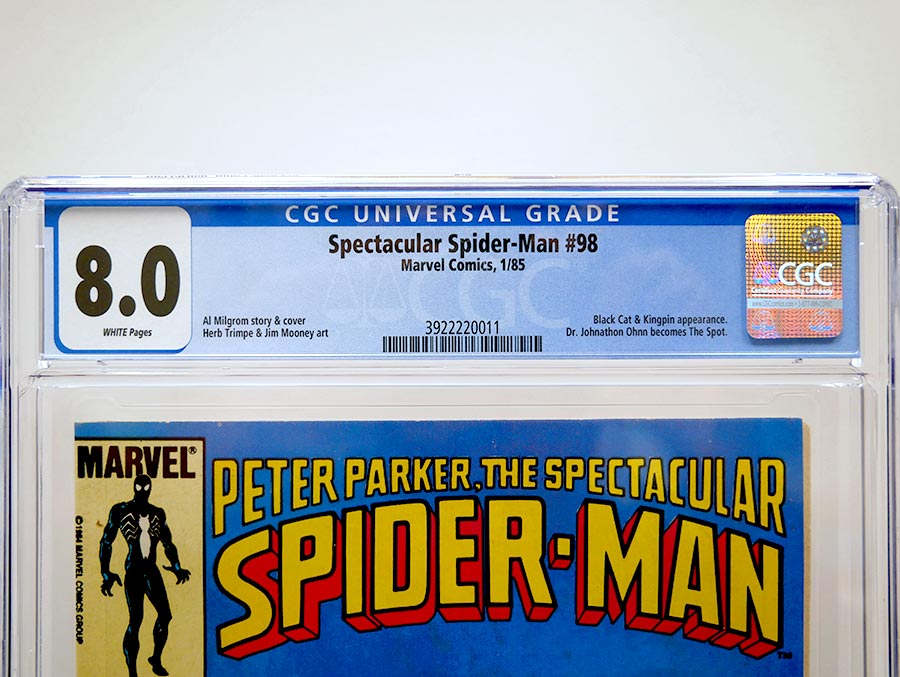 CGC UNIVERSAL GRADE
8.0
WHITE Pages
Spectacular Spider-Man #98
Marvel Comics, 1/85
Al Milgrom story & cover
Herb Trimpe & Jim Mooney art
3922220011
Black Cat & Kingpin appearance.
Dr. Johnathon Ohnn becomes The Spot.
CGC
MARVEL®
© 1984 MARVEL COMICS GROUP
PETER PARKER, THE SPECTACULAR
SPIDER-MAN
TM